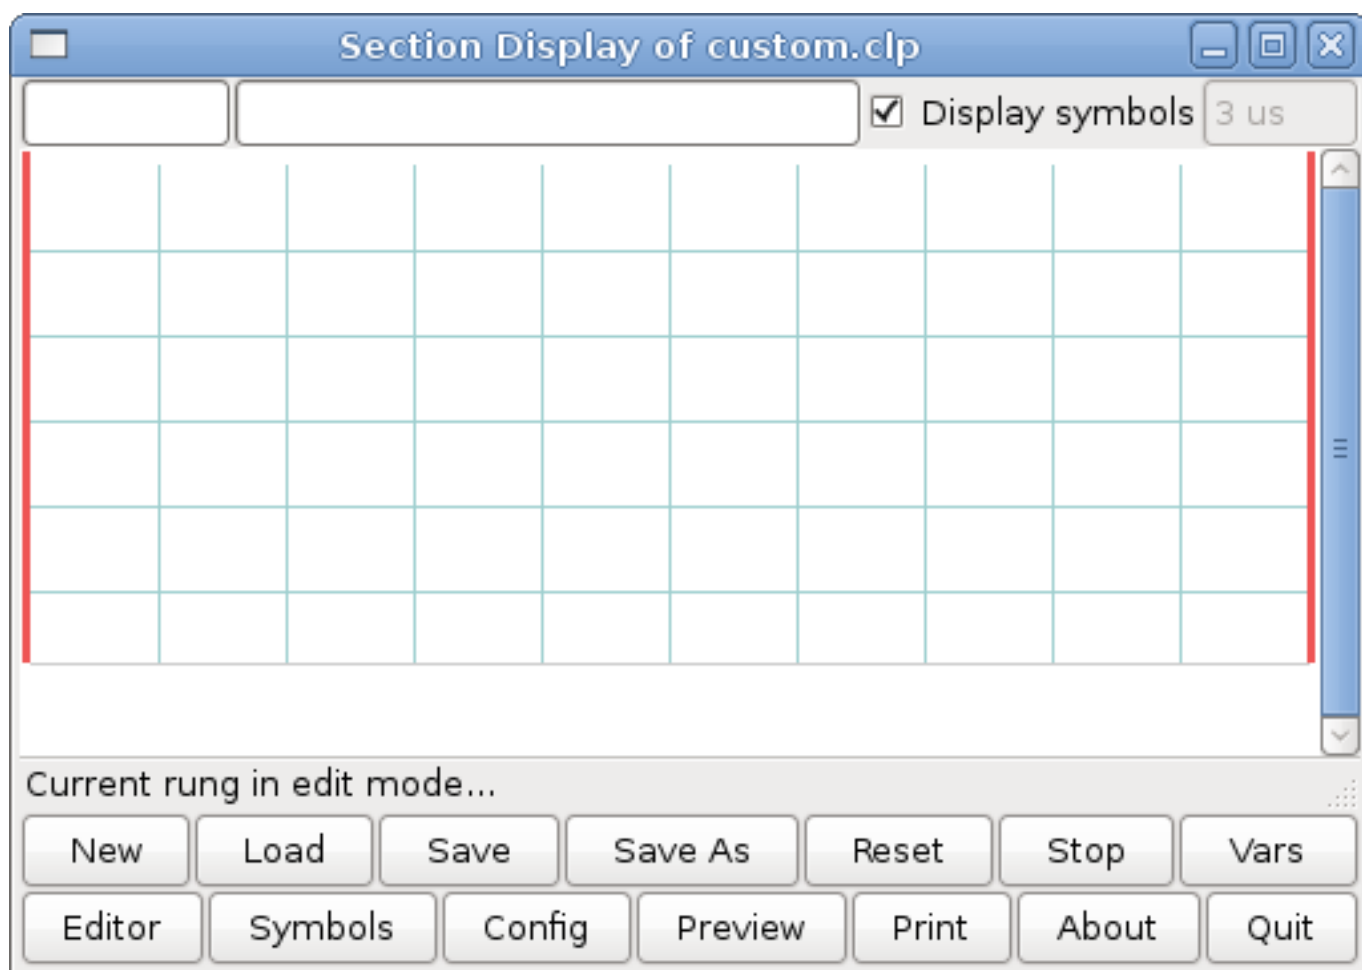 Section Display of custom.clp
Display symbols 3 us
Current rung in edit mode...
New Load Save Save As Reset Stop Vars
Editor Symbols Config Preview Print About Quit